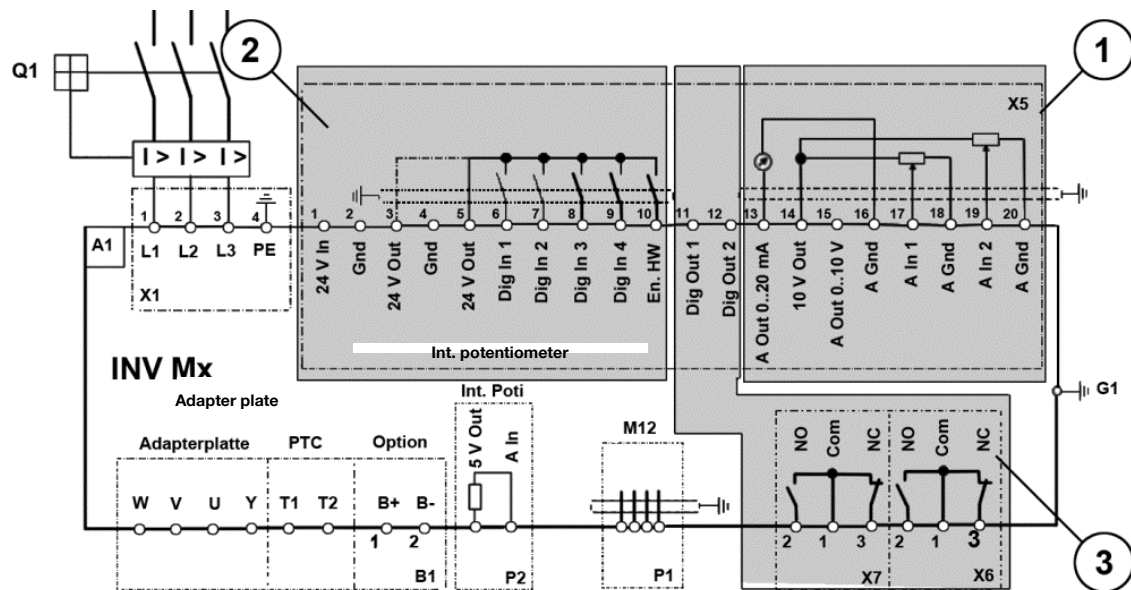 2
1
Q1
X5
I > I > I >
1 2 3 4
1 2 3 4 5 6 7 8 9 10 11 12 13 14 15 16 17 18 19 20
A1
L1 L2 L3 PE
X1
24 V In
Gnd
24 V Out
Gnd
24 V Out
Dig In 1
Dig In 2
Dig In 3
Dig In 4
En. HW
Dig Out 1
Dig Out 2
A Out 0..20 mA
10 V Out
A Out 0..10 V
A Gnd
A In 1
A Gnd
A In 2
A Gnd
Int. potentiometer
INV Mx
Adapter plate
Int. Poti
G1
Adapterplatte PTC Option
5 V Out
A In
M12
NO
Com
NC
NO
Com
NC
W V U Y T1 T2 B+ B-
1 2
2 1 3 2 1 3
B1 P2 P1 X7 X6
3